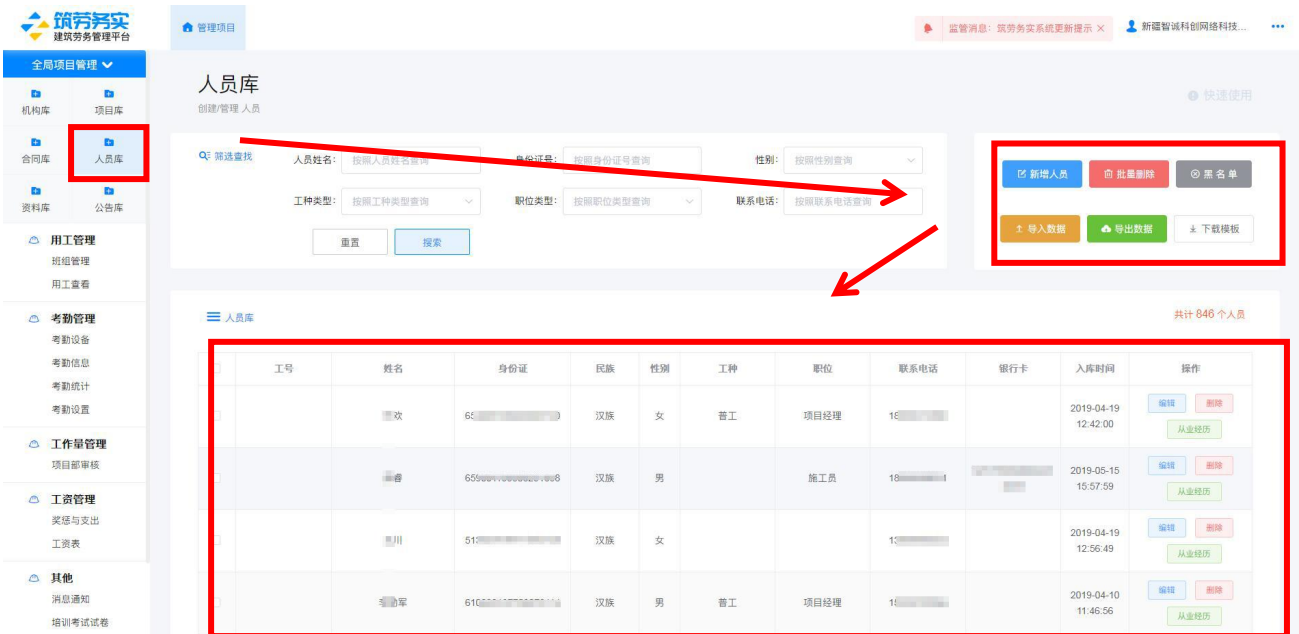 筑劳务实
建筑劳务管理平台
管理项目
监管消息：筑劳务实系统更新提示 ×
新疆智诚科创网络科技...
全局项目管理
机构库 项目库
合同库 人员库
资料库 公告库
用工管理
班组管理
用工查看
考勤管理
考勤设备
考勤信息
考勤统计
考勤设置
工作量管理
项目部审核
工资管理
奖惩与支出
工资表
其他
消息通知
培训考试试卷
人员库
创建/管理 人员
快速使用
筛选查找
人员姓名： 按照人员姓名查询 身份证号： 按照身份证号查询 性别： 按照性别查询
工种类型： 按照工种类型查询 职位类型： 按照职位类型查询 联系电话： 按照联系电话查询
重置 搜索
新增人员 批量删除 黑名单
导入数据 导出数据 下载模板
人员库
共计 846 个人员
工号 姓名 身份证 民族 性别 工种 职位 联系电话 银行卡 入库时间 操作
欢 汉族 女 普工 项目经理 2019-04-19 12:42:00 编辑 删除 从业经历
睿 汉族 男 施工员 2019-05-15 15:57:59 编辑 删除 从业经历
川 汉族 女 2019-04-19 12:56:49 编辑 删除 从业经历
军 汉族 男 普工 项目经理 2019-04-10 11:46:56 编辑 删除 从业经历